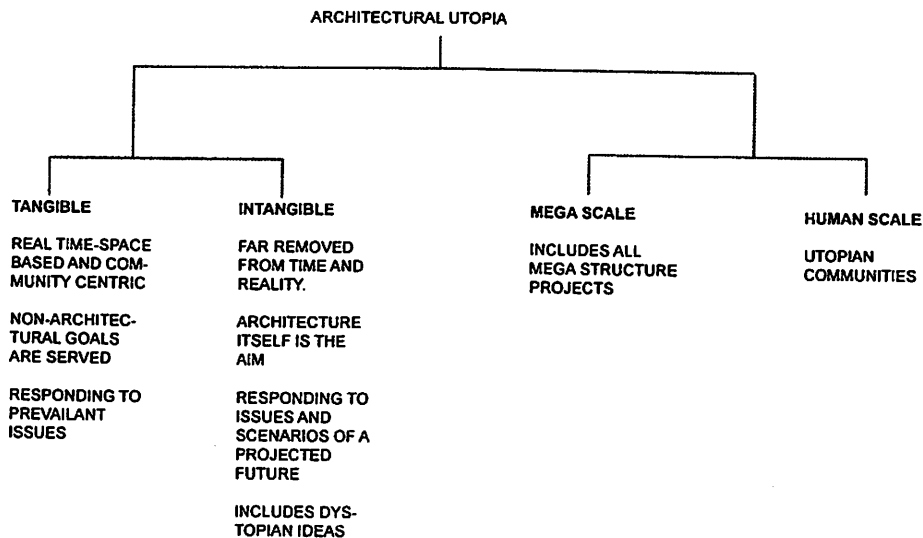 ARCHITECTURAL UTOPIA
TANGIBLE
REAL TIME-SPACE
BASED AND COM-
MUNITY CENTRIC
NON-ARCHITEC-
TURAL GOALS
ARE SERVED
RESPONDING TO
PREVAILANT
ISSUES
INTANGIBLE
FAR REMOVED
FROM TIME AND
REALITY.
ARCHITECTURE
ITSELF IS THE
AIM
RESPONDING TO
ISSUES AND
SCENARIOS OF A
PROJECTED
FUTURE
INCLUDES DYS-
TOPIAN IDEAS
MEGA SCALE
INCLUDES ALL
MEGA STRUCTURE
PROJECTS
HUMAN SCALE
UTOPIAN
COMMUNITIES